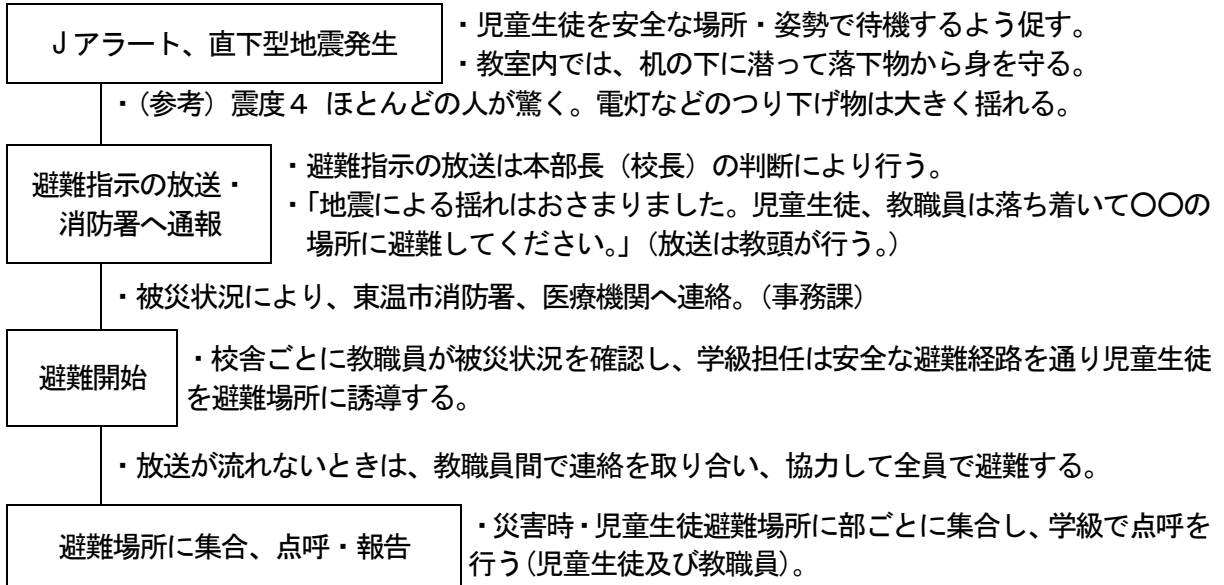 Jアラート、直下型地震発生
・児童生徒を安全な場所・姿勢で待機するよう促す。
・教室内では、机の下に潜って落下物から身を守る。
・(参考) 震度4 ほとんどの人が驚く。電灯などのつり下げ物は大きく揺れる。
避難指示の放送・
消防署へ通報
・避難指示の放送は本部長(校長)の判断により行う。
・「地震による揺れはおさまりました。児童生徒、教職員は落ち着いて〇〇の
場所に避難してください。」(放送は教頭が行う。)
・被災状況により、東温市消防署、医療機関へ連絡。(事務課)
避難開始
・校舎ごとに教職員が被災状況を確認し、学級担任は安全な避難経路を通り児童生徒
を避難場所に誘導する。
・放送が流れないときは、教職員間で連絡を取り合い、協力して全員で避難する。
避難場所に集合、点呼・報告
・災害時・児童生徒避難場所に部ごとに集合し、学級で点呼を
行う(児童生徒及び教職員)。